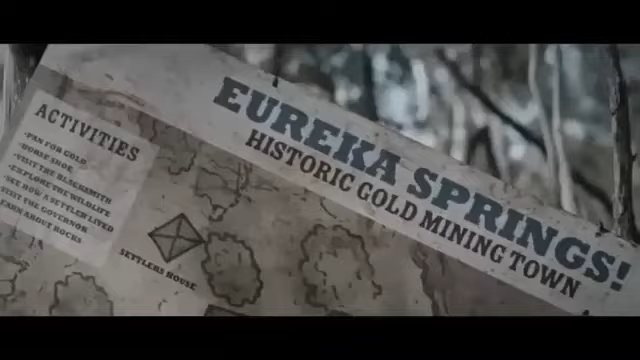 EUREKA SPRINGS!
HISTORIC GOLD MINING TOWN
ACTIVITIES
·PAN FOR GOLD
·HORSE SHOE
·VISIT THE BLACKSMITH
·EXPLORE THE WILDLIFE
·SEE HOW A SETTLER LIVED
VISIT THE GOVERNOR
EARN ABOUT ROCKS
SETTLERS HOUSE